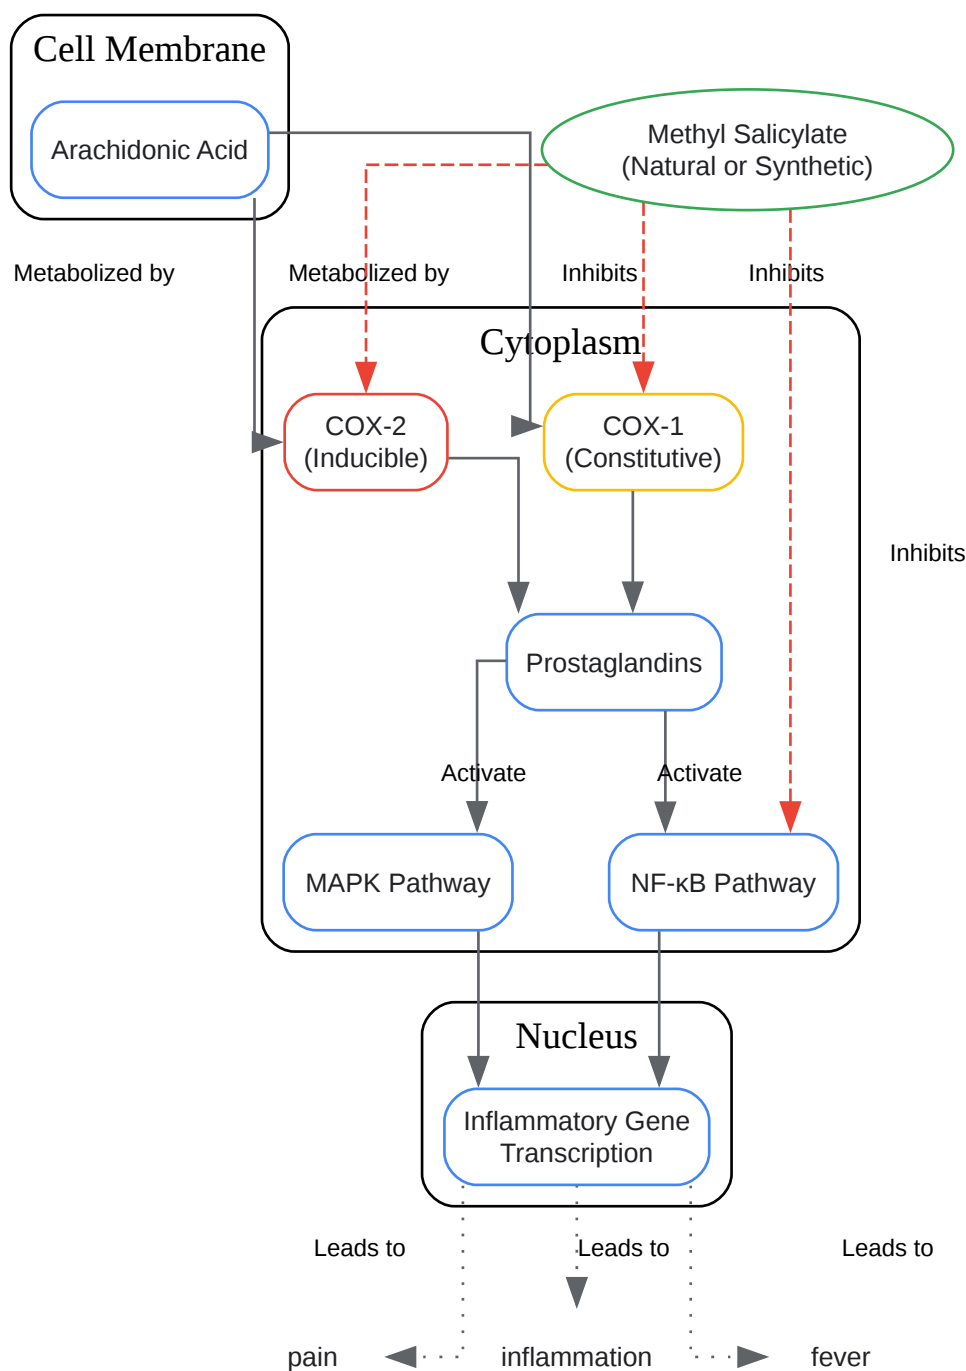 Cell Membrane
Arachidonic Acid
Methyl Salicylate
(Natural or Synthetic)
Metabolized by
Metabolized by
Inhibits
Inhibits
Cytoplasm
COX-2
(Inducible)
COX-1
(Constitutive)
Inhibits
Prostaglandins
Activate
Activate
MAPK Pathway
NF-κB Pathway
Nucleus
Inflammatory Gene
Transcription
Leads to
Leads to
Leads to
pain
inflammation
fever